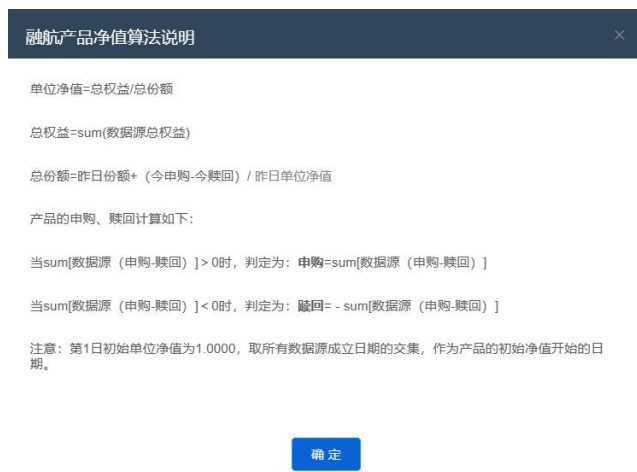 融航产品净值算法说明
单位净值=总权益/总份额
总权益=sum(数据源总权益)
总份额=昨日份额+（今申购-今赎回）/ 昨日单位净值
产品的申购、赎回计算如下：
当sum[数据源（申购-赎回）]＞0时，判定为：申购=sum[数据源（申购-赎回）]
当sum[数据源（申购-赎回）]＜0时，判定为：赎回= - sum[数据源（申购-赎回）]
注意：第1日初始单位净值为1.0000，取所有数据源成立日期的交集，作为产品的初始净值开始的日
期。
确 定